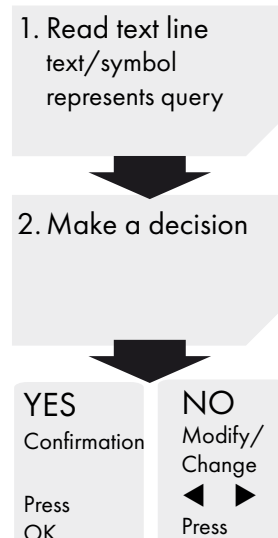 1. Read text line
text/symbol
represents query
2. Make a decision
YES
Confirmation
Press
OK
NO
Modify/
Change
◀ ▶
Press